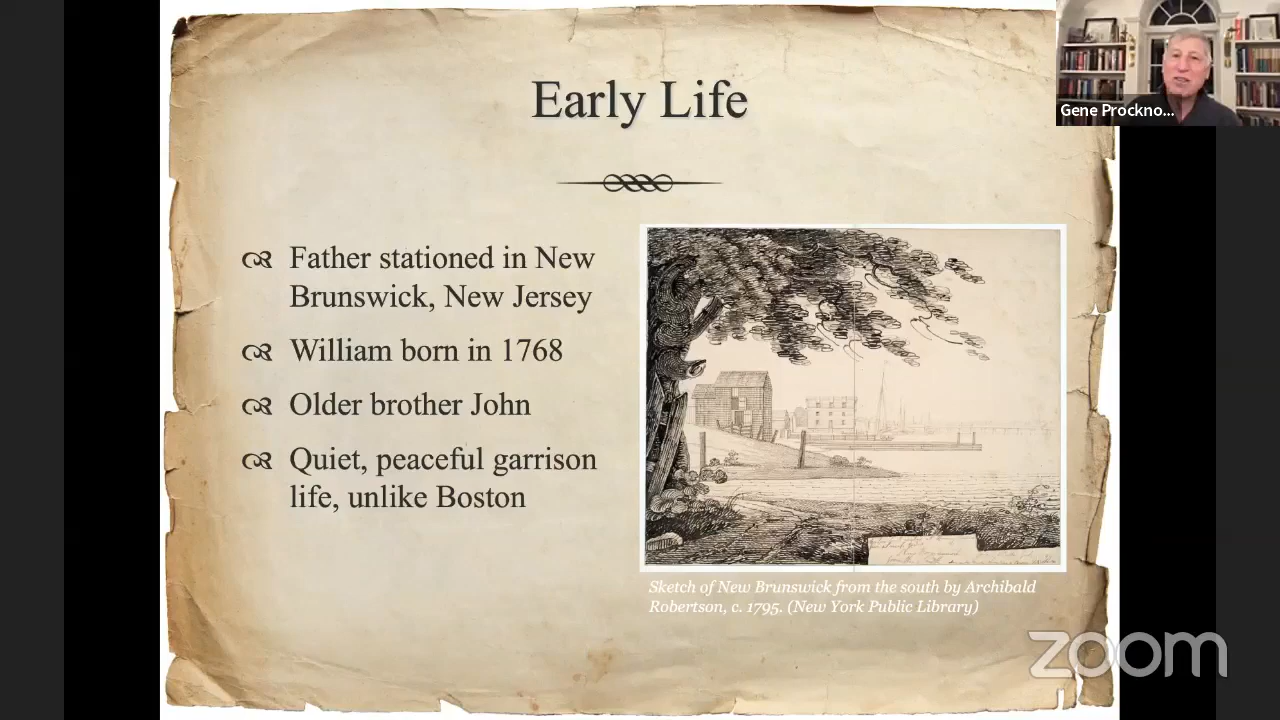 Early Life
Father stationed in New
Brunswick, New Jersey
William born in 1768
Older brother John
Quiet, peaceful garrison
life, unlike Boston
Sketch of New Brunswick from the south by Archibald
Robertson, c. 1795. (New York Public Library)
Gene Prockno...
zoom